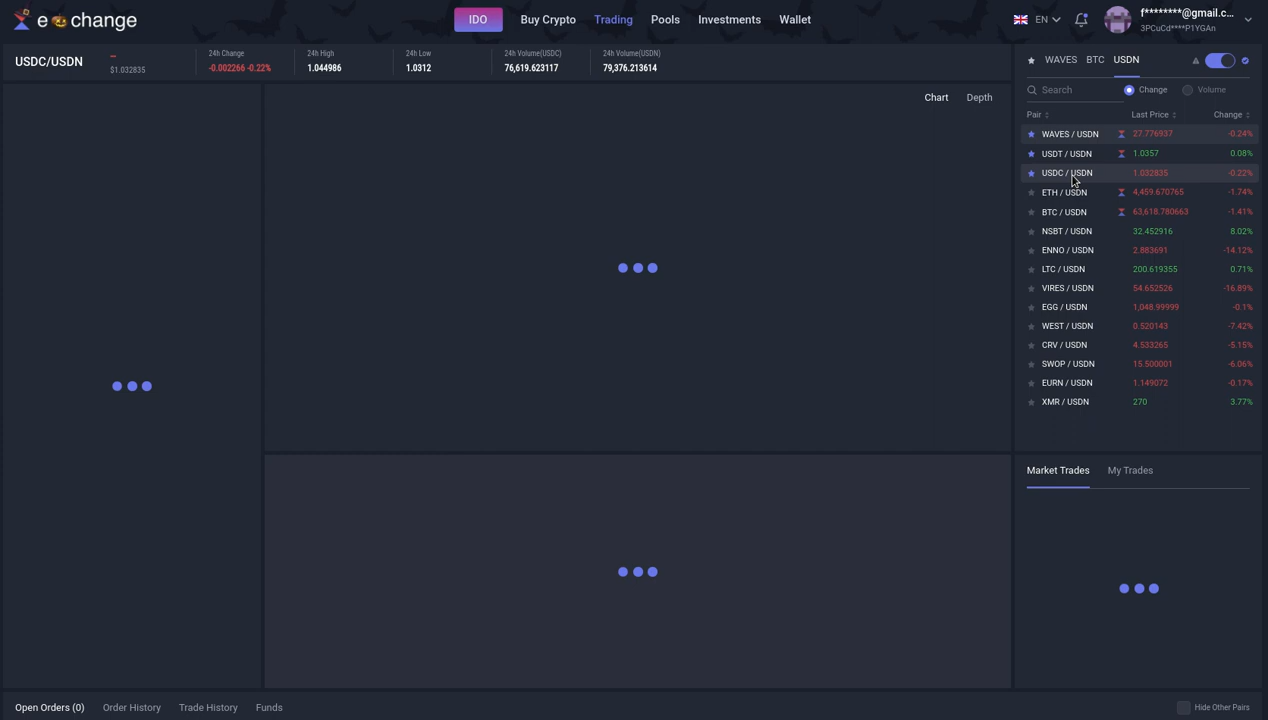 e change
IDO
Buy Crypto
Trading
Pools
Investments
Wallet
EN
f********@gmail.c...
3PCuCd****P1YGAn
USDC/USDN
–
$1.032835
24h Change
-0.002266 -0.22%
24h High
1.044986
24h Low
1.0312
24h Volume(USDC)
76,619.623117
24h Volume(USDN)
79,376.213614
WAVES BTC USDN
Search
Change
Volume
Chart Depth
Pair Last Price Change
WAVES / USDN 27.776937 -0.24%
USDT / USDN 1.0357 0.08%
USDC / USDN 1.032835 -0.22%
ETH / USDN 4,459.670765 -1.74%
BTC / USDN 63,618.780663 -1.41%
NSBT / USDN 32.452916 8.02%
ENNO / USDN 2.883691 -14.12%
LTC / USDN 200.619355 0.71%
VIRES / USDN 54.652526 -16.89%
EGG / USDN 1,048.99999 -0.1%
WEST / USDN 0.520143 -7.42%
CRV / USDN 4.533265 -5.15%
SWOP / USDN 15.500001 -6.06%
EURN / USDN 1.149072 -0.17%
XMR / USDN 270 3.77%
Market Trades My Trades
Open Orders (0) Order History Trade History Funds
Hide Other Pairs